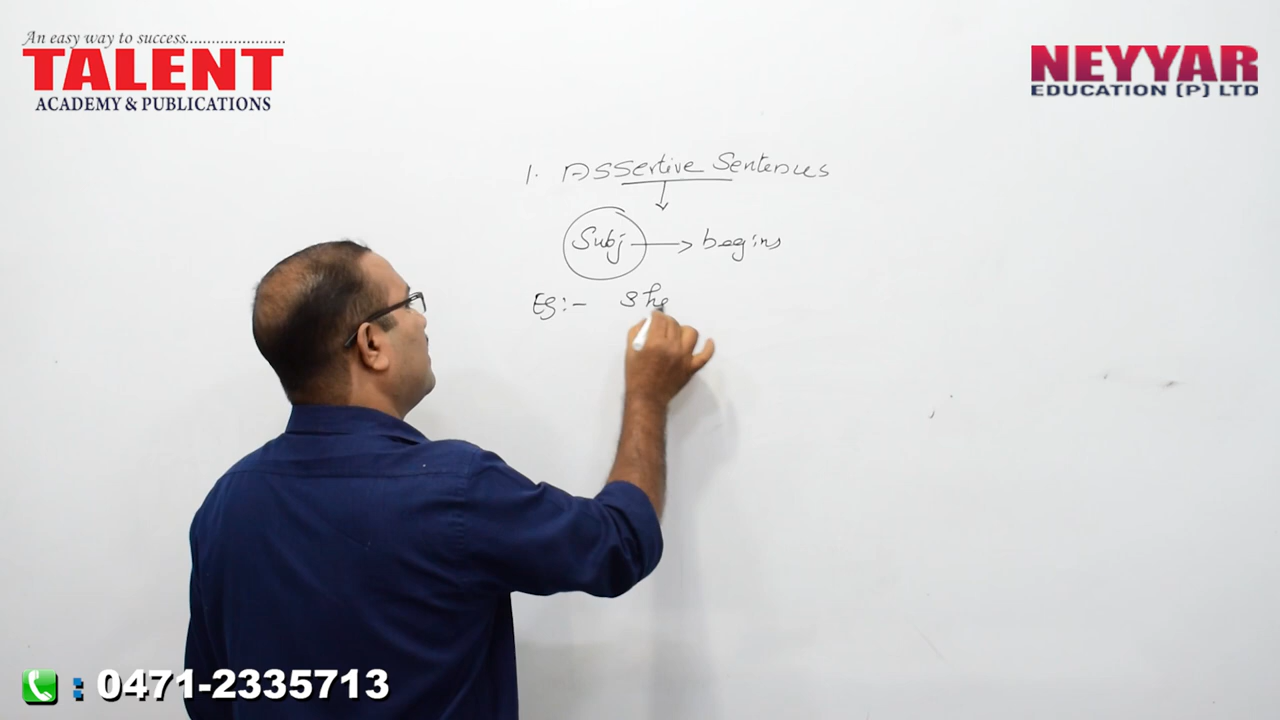 An easy way to success.......................
TALENT
ACADEMY & PUBLICATIONS
NEYYAR
EDUCATION (P) LTD
1. Assertive Sentences
Subj → begins
Eg:- She
: 0471-2335713